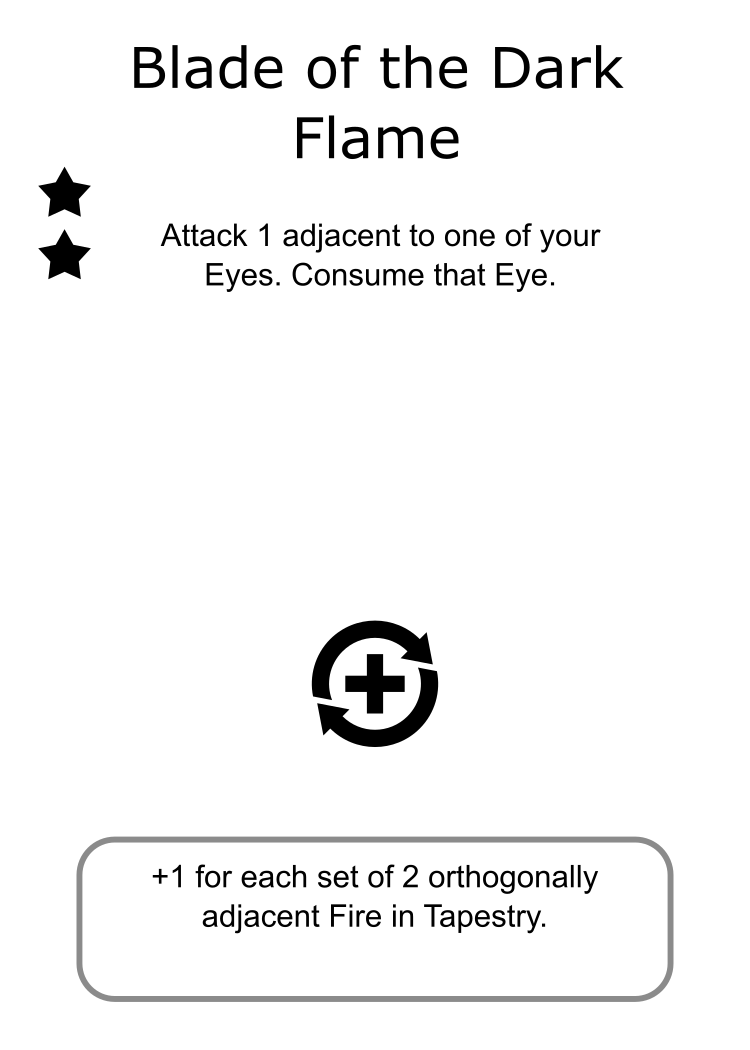 Blade of the Dark
Flame
Attack 1 adjacent to one of your
Eyes. Consume that Eye.
+1 for each set of 2 orthogonally
adjacent Fire in Tapestry.